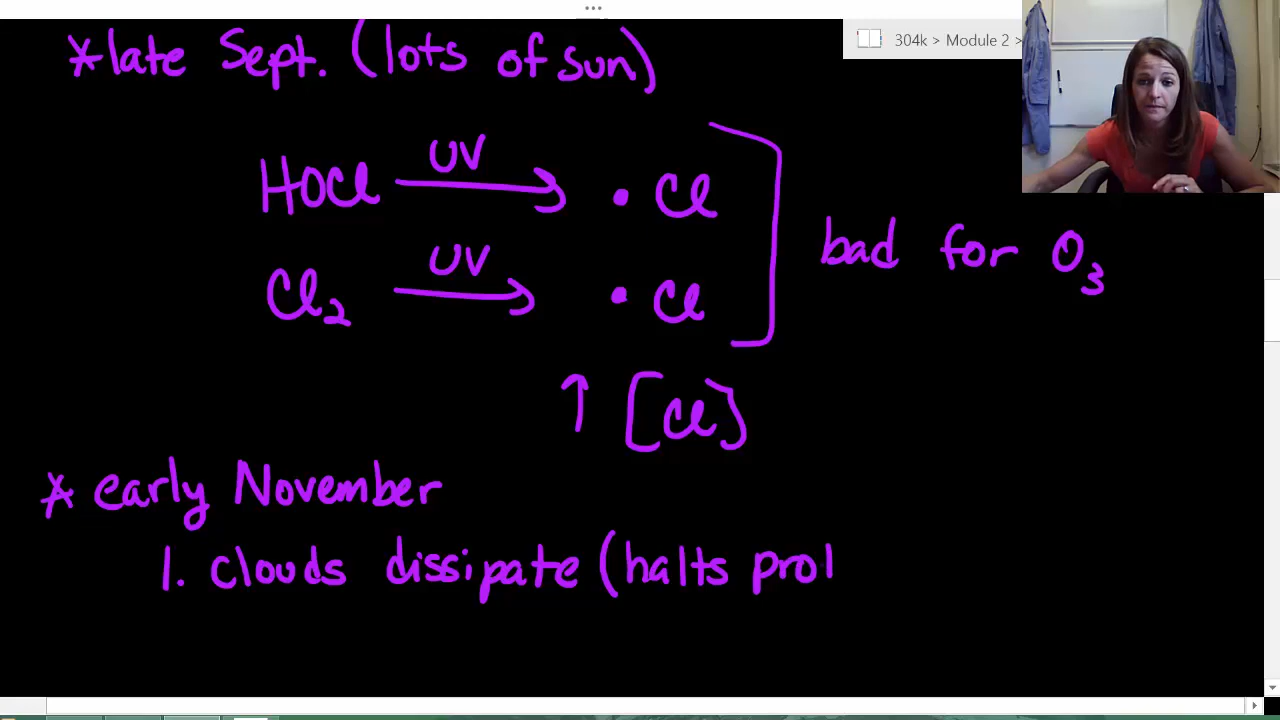 304k > Module 2 >
*late Sept. (lots of sun)
HOCl UV → • Cl
Cl2 UV → • Cl
bad for O3
↑ [Cl]
* early November
1. clouds dissipate (halts